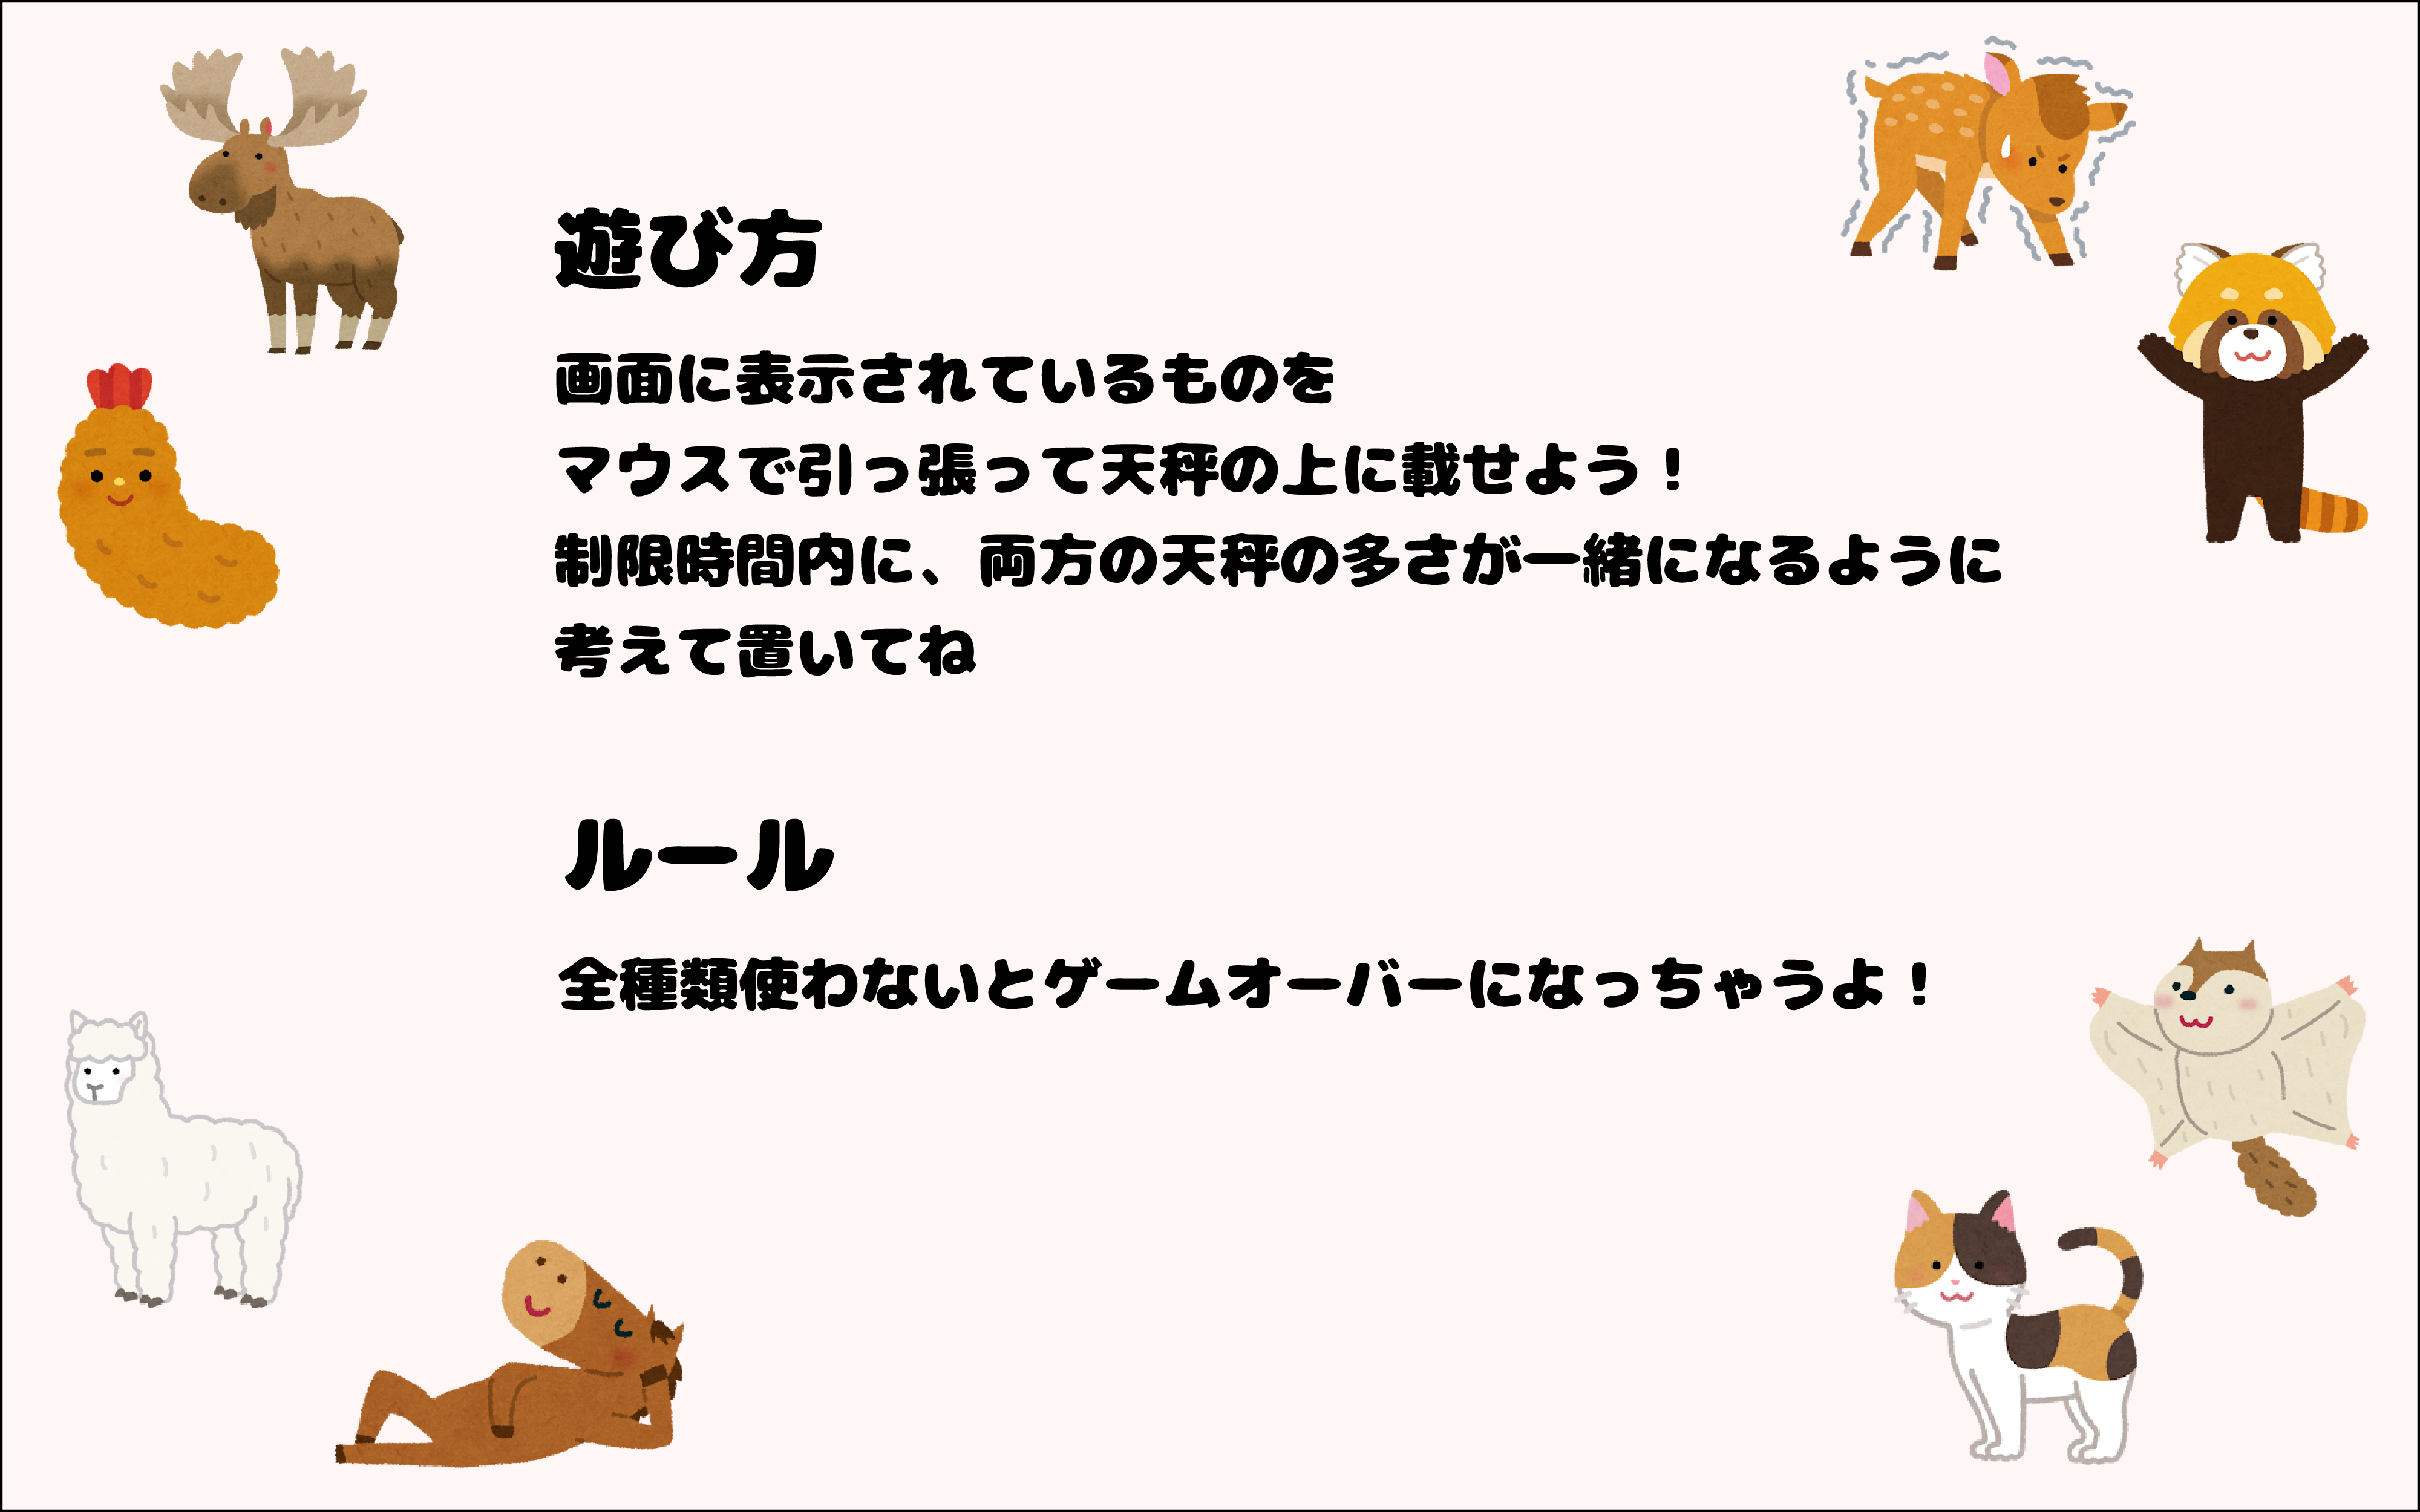 遊び方
画面に表示されているものを
マウスで引っ張って天秤の上に載せよう！
制限時間内に、両方の天秤の多さが一緒になるように
考えて置いてね
ルール
全種類使わないとゲームオーバーになっちゃうよ！